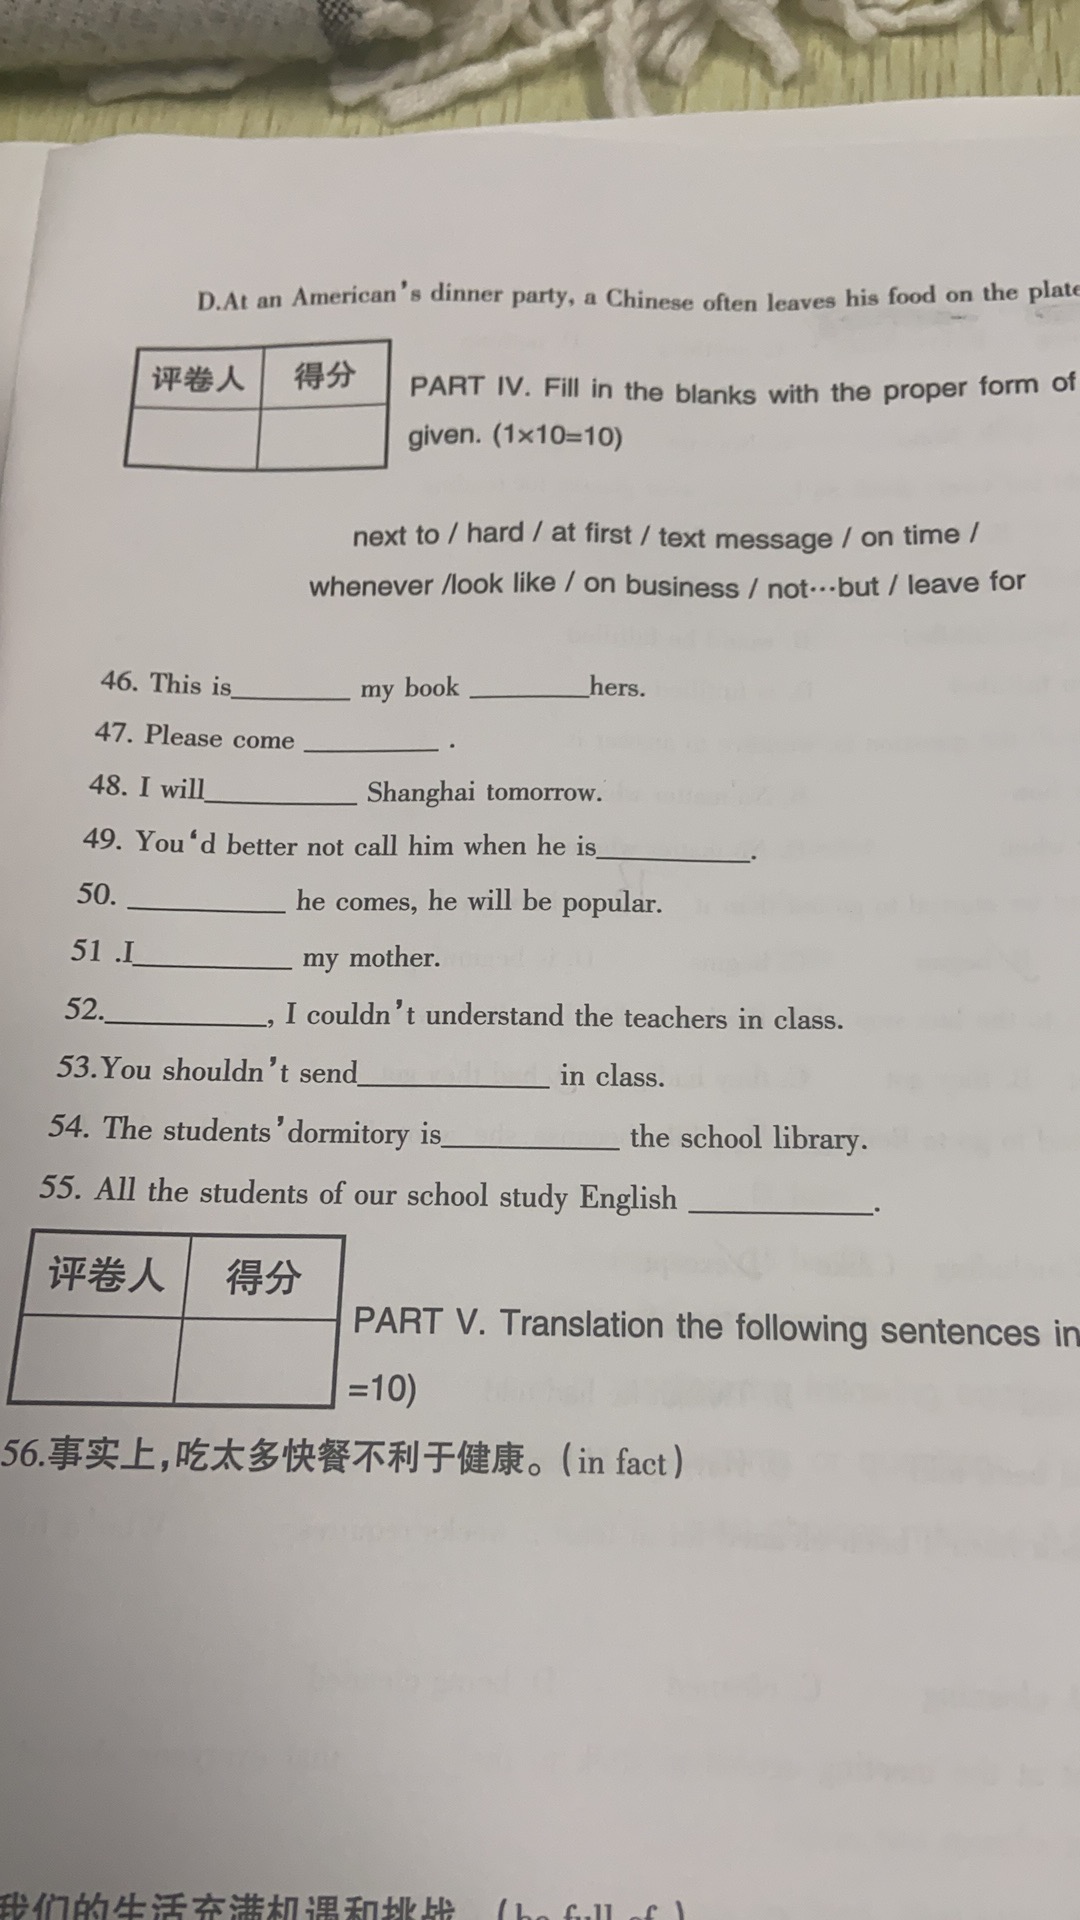 D.At an American's dinner party, a Chinese often leaves his food on the plate
评卷人 得分
PART IV. Fill in the blanks with the proper form of
given. (1×10=10)
next to / hard / at first / text message / on time /
whenever /look like / on business / not…but / leave for
46. This is________ my book ________hers.
47. Please come _________ .
48. I will__________ Shanghai tomorrow.
49. You‘d better not call him when he is__________.
50. __________ he comes, he will be popular.
51 .I__________ my mother.
52.__________, I couldn't understand the teachers in class.
53.You shouldn't send____________ in class.
54. The students'dormitory is___________ the school library.
55. All the students of our school study English ___________.
评卷人 得分
PART V. Translation the following sentences in
=10)
56.事实上,吃太多快餐不利于健康。(in fact)
我们的生活充满机遇和挑战 (be full of )